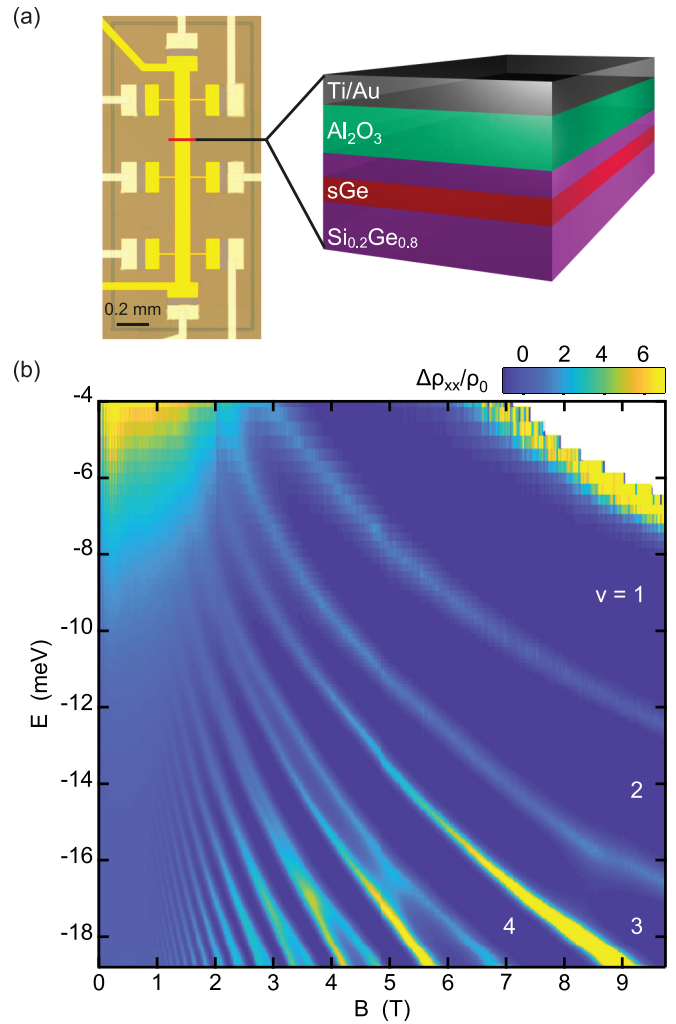 (a)
Ti/Au
Al₂O₃
sGe
Si₀.₂Ge₀.₈
0.2 mm
(b)
Δρxx/ρ0
0 2 4 6
-4
-6
-8
-10
-12
-14
-16
-18
E (meV)
ν = 1
2
3
4
0 1 2 3 4 5 6 7 8 9
B (T)